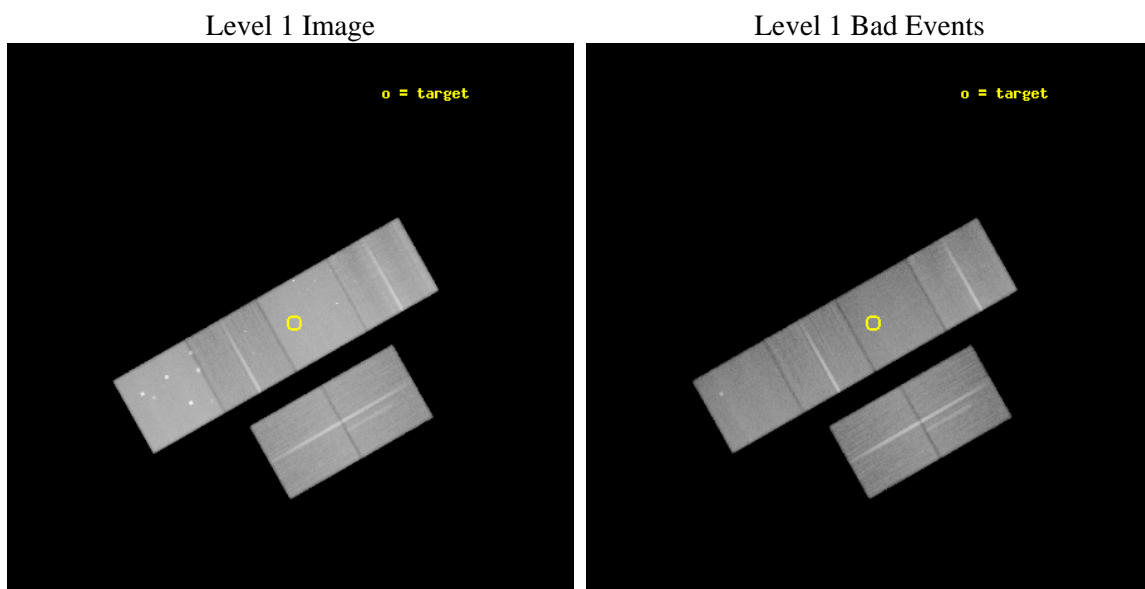 Level 1 Image
Level 1 Bad Events
o = target
o = target